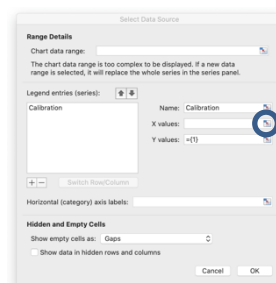 Select Data Source
Range Details
Chart data range:
The chart data range is too complex to be displayed. If a new data
range is selected, it will replace the whole series in the series panel.
Legend entries (series):
Calibration
Name: Calibration
X values:
Y values: ={1}
+ − Switch Row/Column
Horizontal (category) axis labels:
Hidden and Empty Cells
Show empty cells as: Gaps
Show data in hidden rows and columns
Cancel OK